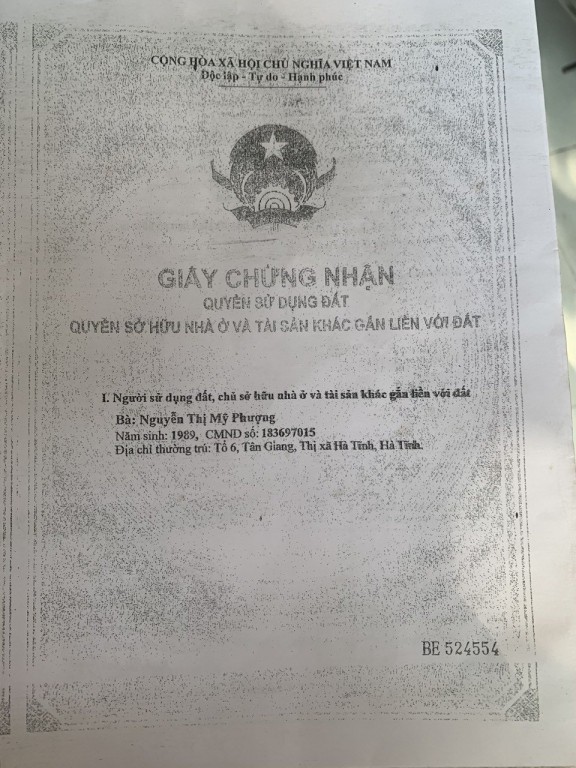 CỘNG HÒA XÃ HỘI CHỦ NGHĨA VIỆT NAM
Độc lập - Tự do - Hạnh phúc
GIẤY CHỨNG NHẬN
QUYỀN SỬ DỤNG ĐẤT
QUYỀN SỞ HỮU NHÀ Ở VÀ TÀI SẢN KHÁC GẮN LIỀN VỚI ĐẤT
I. Người sử dụng đất, chủ sở hữu nhà ở và tài sản khác gắn liền với đất
Bà: Nguyễn Thị Mỹ Phượng
Năm sinh: 1989, CMND số: 183697015
Địa chỉ thường trú: Tổ 6, Tân Giang, Thị xã Hà Tĩnh, Hà Tĩnh.
BE 524554